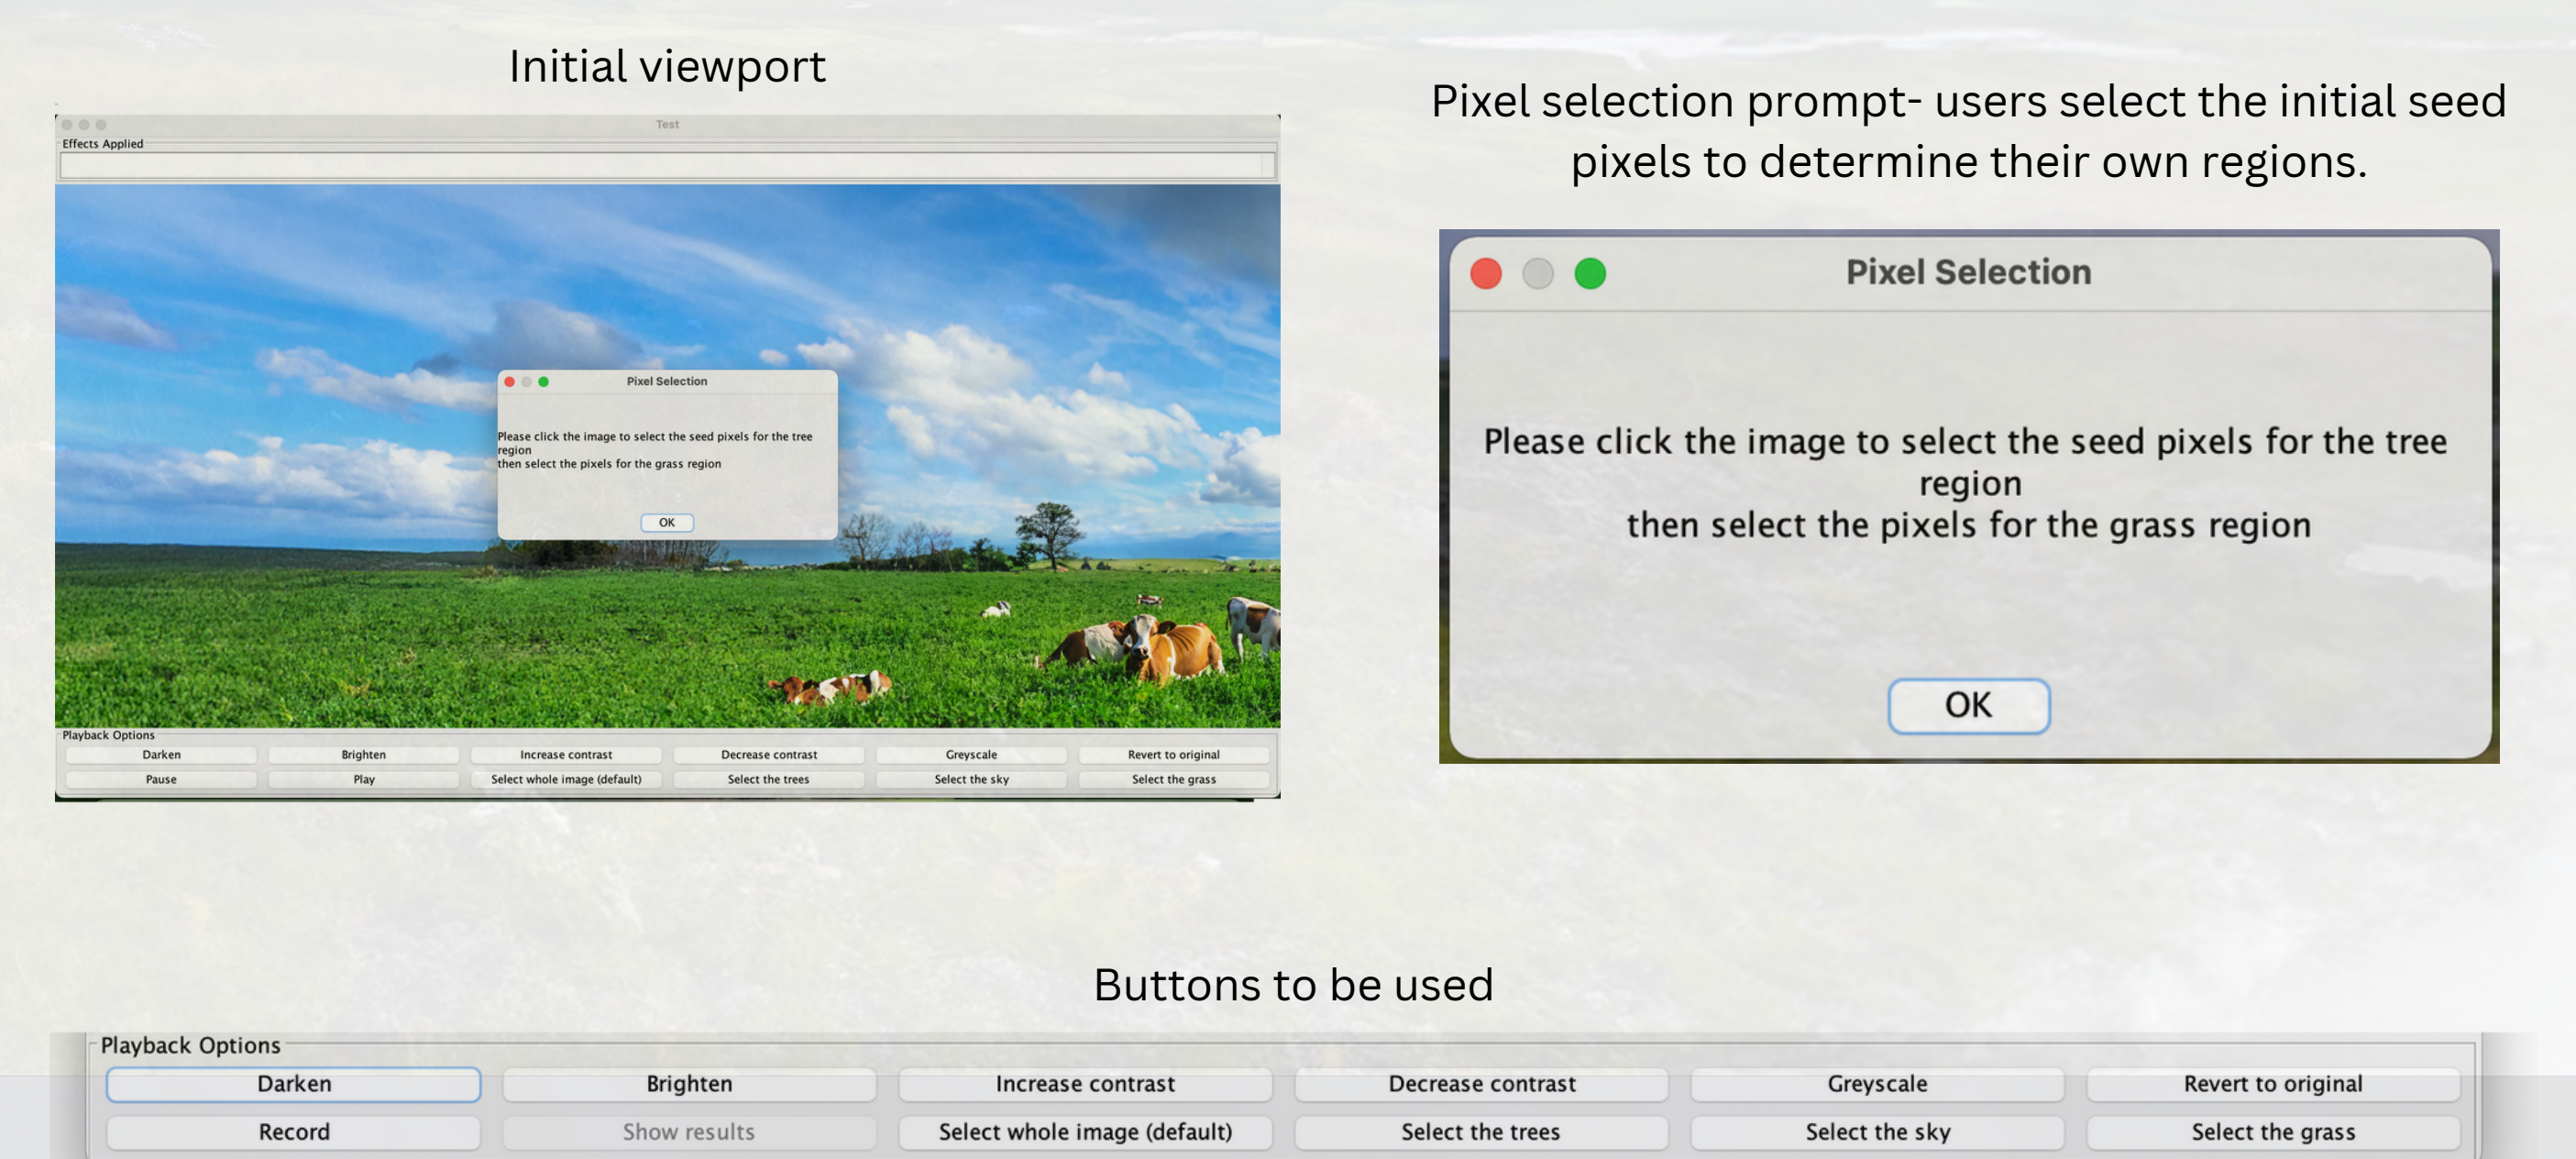 Initial viewport
Test
Effects Applied
Pixel Selection
Please click the image to select the seed pixels for the tree
region
then select the pixels for the grass region
OK
Playback Options
Darken Brighten Increase contrast Decrease contrast Greyscale Revert to original
Pause Play Select whole image (default) Select the trees Select the sky Select the grass
Pixel selection prompt- users select the initial seed
pixels to determine their own regions.
Pixel Selection
Please click the image to select the seed pixels for the tree
region
then select the pixels for the grass region
OK
Buttons to be used
Playback Options
Darken Brighten Increase contrast Decrease contrast Greyscale Revert to original
Record Show results Select whole image (default) Select the trees Select the sky Select the grass